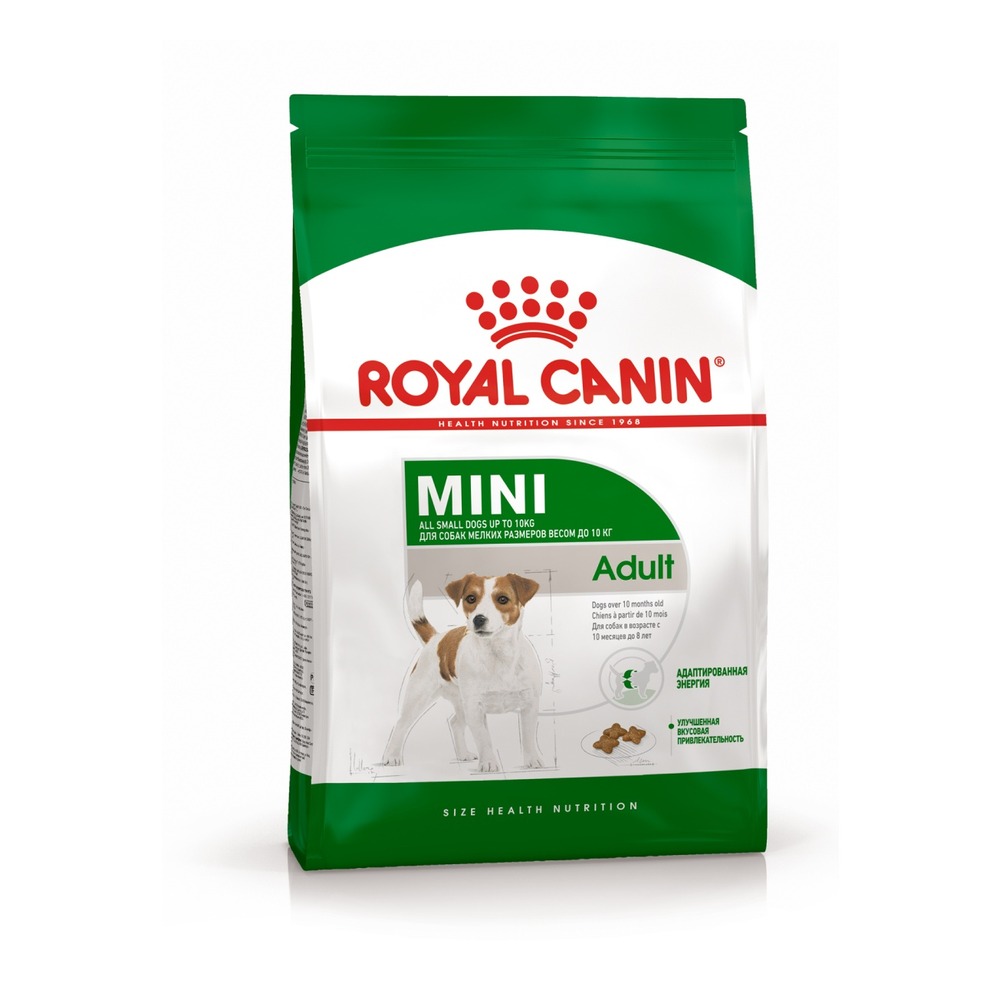 ROYAL CANIN®
HEALTH NUTRITION SINCE 1968
MINI
ALL SMALL DOGS UP TO 10KG
ДЛЯ СОБАК МЕЛКИХ РАЗМЕРОВ ВЕСОМ ДО 10 КГ
Adult
Dogs over 10 months old
Chiens à partir de 10 mois
Для собак в возрасте с
10 месяцев до 8 лет
АДАПТИРОВАННАЯ
ЭНЕРГИЯ
УЛУЧШЕННАЯ
ВКУСОВАЯ
ПРИВЛЕКАТЕЛЬНОСТЬ
SIZE HEALTH NUTRITION